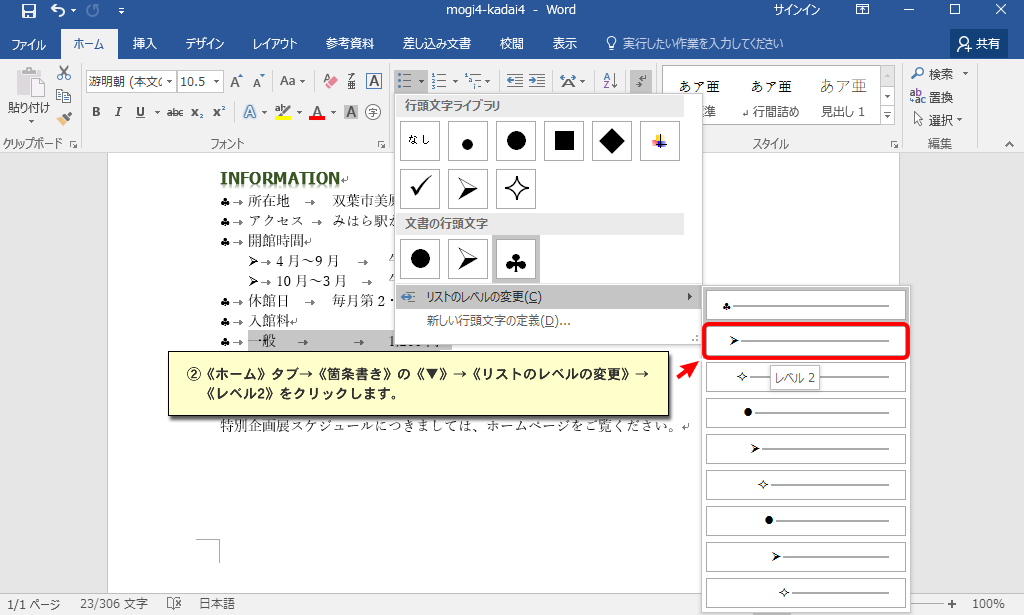 mogi4-kadai4 - Word
サインイン
ファイル ホーム 挿入 デザイン レイアウト 参考資料 差し込み文書 校閲 表示 実行したい作業を入力してください 共有
貼り付け
游明朝 (本文 10.5
B I U abc x₂ x²
クリップボード
フォント
あア亜 あア亜 あア亜
準 行間詰め 見出し 1
スタイル
検索
置換
選択
編集
行頭文字ライブラリ
なし
文書の行頭文字
リストのレベルの変更(C)
新しい行頭文字の定義(D)...
レベル 2
INFORMATION
♣→所在地 → 双葉市美
♣→アクセス → みはら駅
♣→開館時間
➢→4 月～9 月 →
➢→10 月～3 月 →
♣→休館日 → 毎月第 2・
♣→入館料
♣→一般 → →
②《ホーム》タブ→《箇条書き》の《▼》→《リストのレベルの変更》→
《レベル2》をクリックします。
特別企画展スケジュールにつきましては、ホームページをご覧ください。
1/1 ページ 23/306 文字 日本語
100%